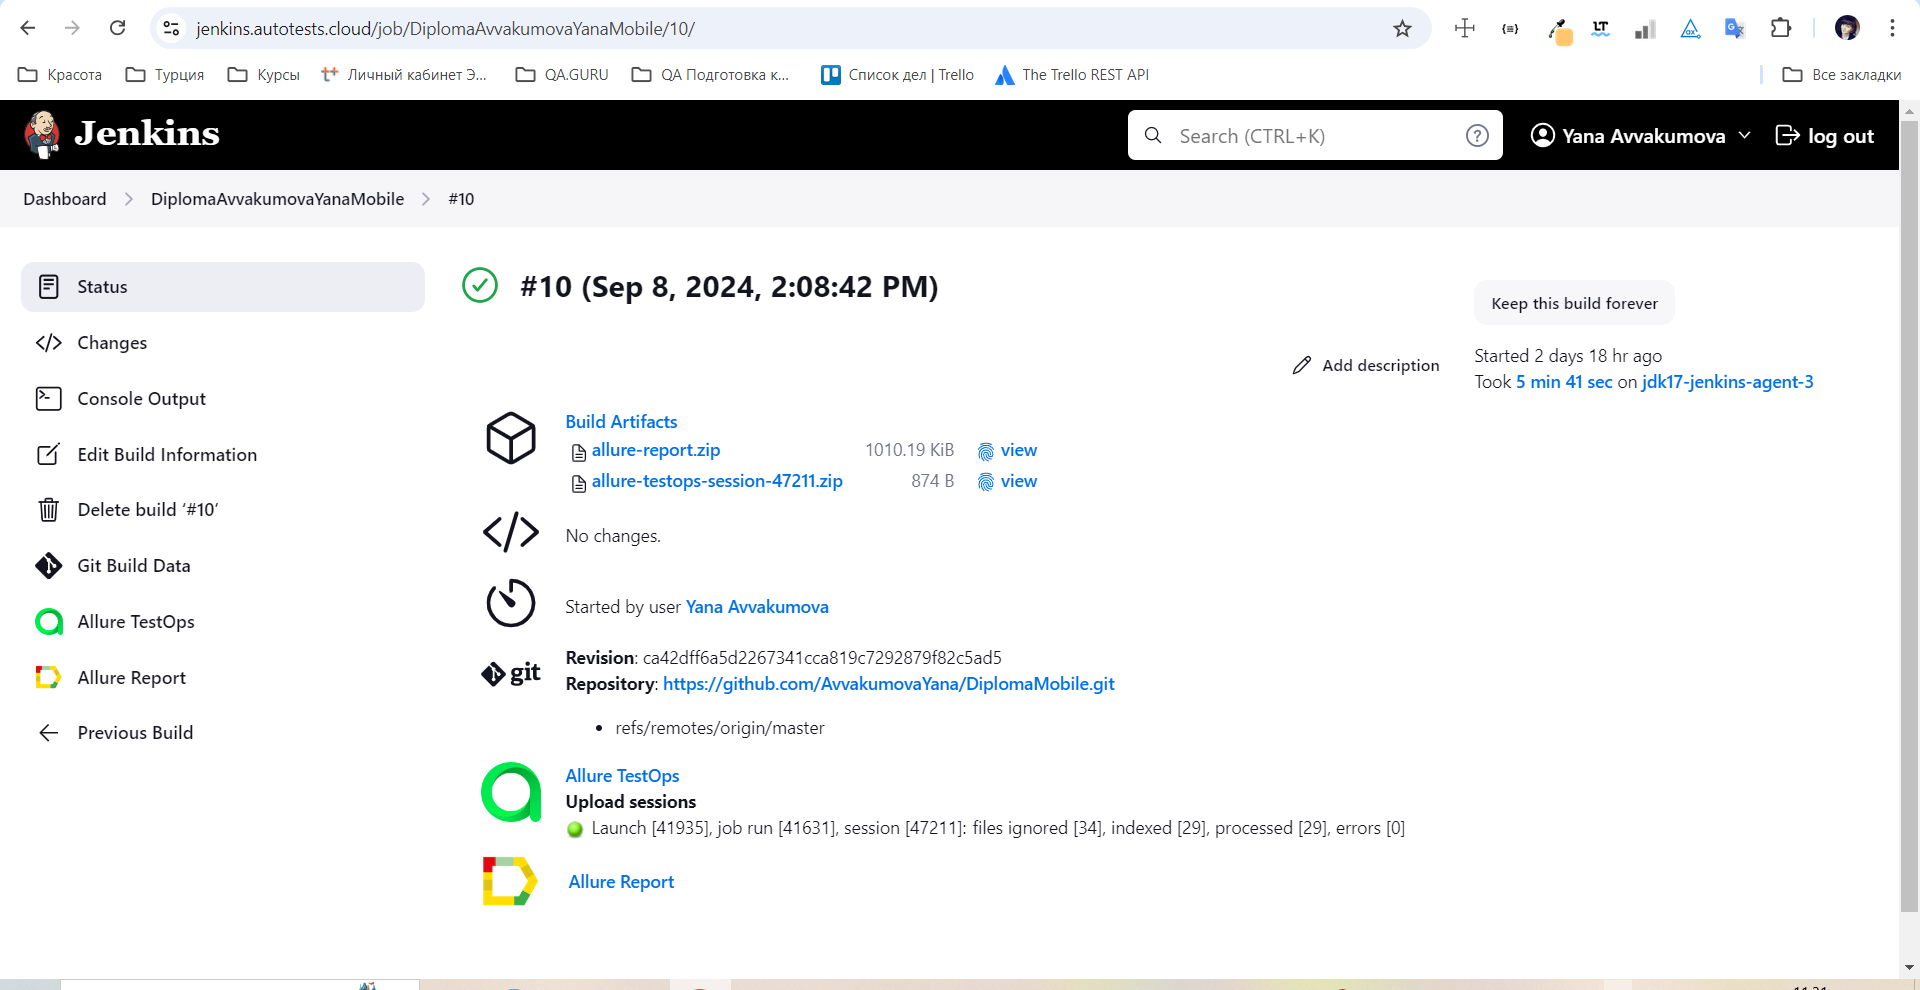 jenkins.autotests.cloud/job/DiplomaAvvakumovaYanaMobile/10/
Красота Турция Курсы Личный кабинет Э... QA.GURU QA Подготовка к... Список дел | Trello The Trello REST API Все закладки
Jenkins Search (CTRL+K) Yana Avvakumova log out
Dashboard DiplomaAvvakumovaYanaMobile #10
Status
Changes
Console Output
Edit Build Information
Delete build ‘#10’
Git Build Data
Allure TestOps
Allure Report
Previous Build
#10 (Sep 8, 2024, 2:08:42 PM)
Keep this build forever
Add description
Started 2 days 18 hr ago
Took 5 min 41 sec on jdk17-jenkins-agent-3
Build Artifacts
allure-report.zip 1010.19 KiB view
allure-testops-session-47211.zip 874 B view
No changes.
Started by user Yana Avvakumova
git
Revision: ca42dff6a5d2267341cca819c7292879f82c5ad5
Repository: https://github.com/AvvakumovaYana/DiplomaMobile.git
• refs/remotes/origin/master
Allure TestOps
Upload sessions
Launch [41935], job run [41631], session [47211]: files ignored [34], indexed [29], processed [29], errors [0]
Allure Report